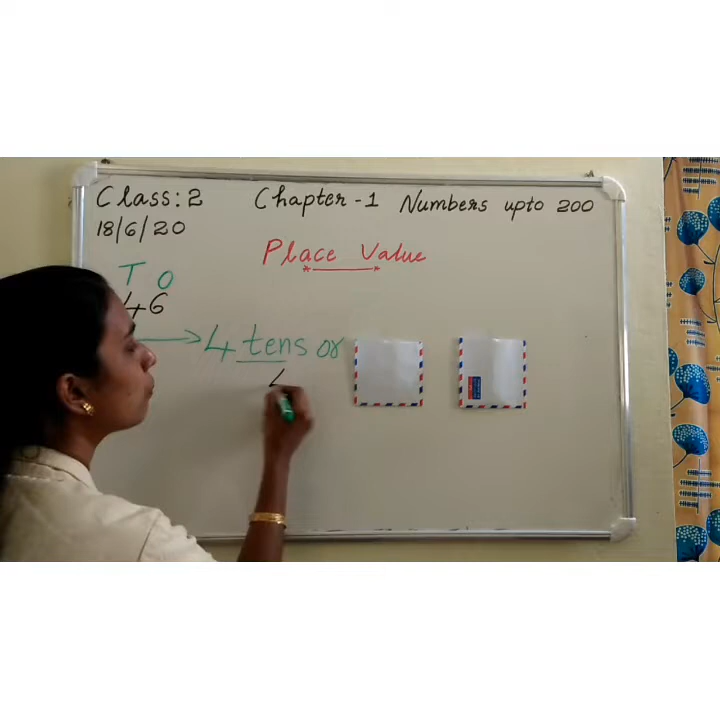 Class: 2 Chapter - 1 Numbers upto 200
18/6/20
Place Value
T O
46
4 tens or